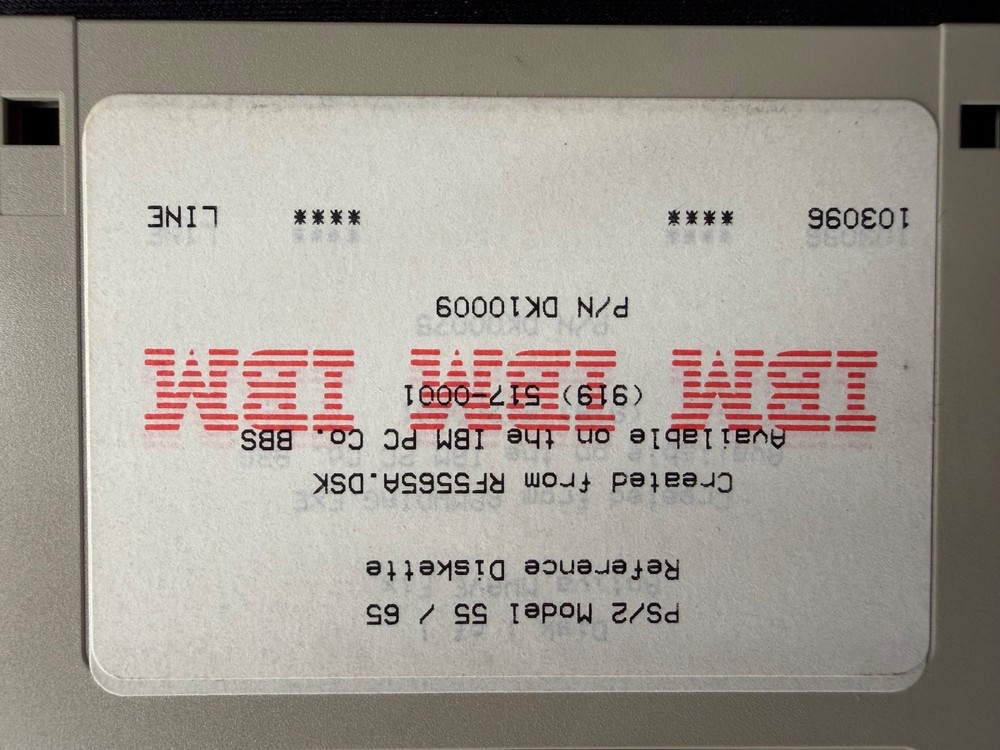 PS/2 Model 55 / 65
Reference Diskette
Created from RF5565A.DSK
Available on the IBM PC Co. BBS
(919) 517-0001
IBM IBM IBM
P/N DK10009
103096 **** **** LINE